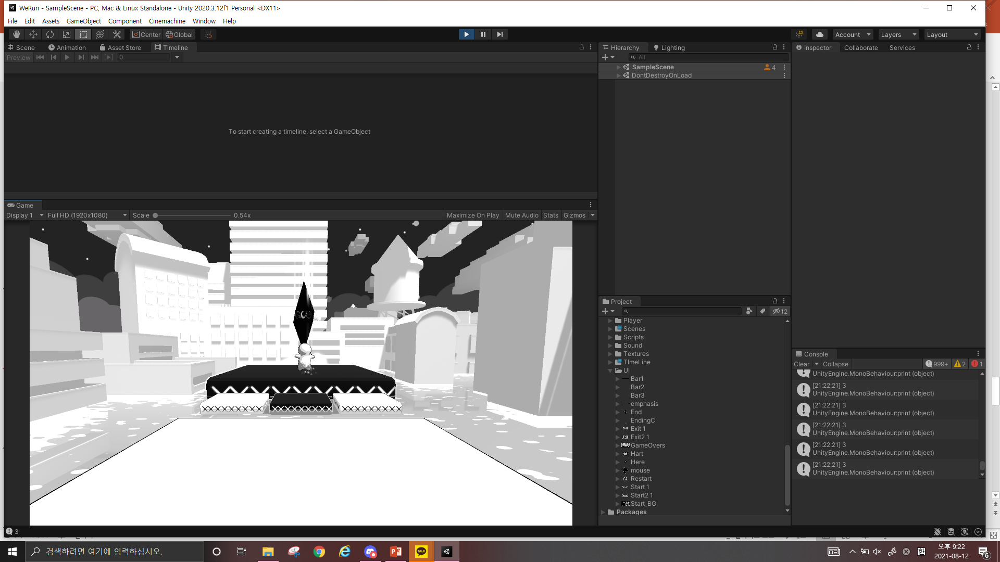 WeRun - SampleScene - PC, Mac & Linux Standalone - Unity 2020.3.12f1 Personal <DX11>
File Edit Assets GameObject Component Cinemachine Window Help
Center Global Account Layers Layout
Scene Animation Asset Store Timeline
Preview 0
To start creating a timeline, select a GameObject
Game
Display 1 Full HD (1920x1080) Scale 0.54x Maximize On Play Mute Audio Stats Gizmos
Hierarchy Lighting
All
SampleScene 4
DontDestroyOnLoad
Project
12
Player
Scenes
Scripts
Sound
Textures
TImeLine
UI
Bar1
Bar2
Bar3
emphasis
End
EndingC
Exit 1
Exit2 1
GameOvers
Hart
Here
mouse
Restart
Start 1
Start2 1
Start_BG
Packages
Inspector Collaborate Services
Console
Clear Collapse 999+ 2 1
UnityEngine.MonoBehaviour:print (object)
[21:22:21] 3
UnityEngine.MonoBehaviour:print (object)
[21:22:21] 3
UnityEngine.MonoBehaviour:print (object)
[21:22:21] 3
UnityEngine.MonoBehaviour:print (object)
[21:22:21] 3
UnityEngine.MonoBehaviour:print (object)
[21:22:21] 3
UnityEngine.MonoBehaviour:print (object)
3
검색하려면 여기에 입력하십시오.
TALK
한
오후 9:22
2021-08-12
6